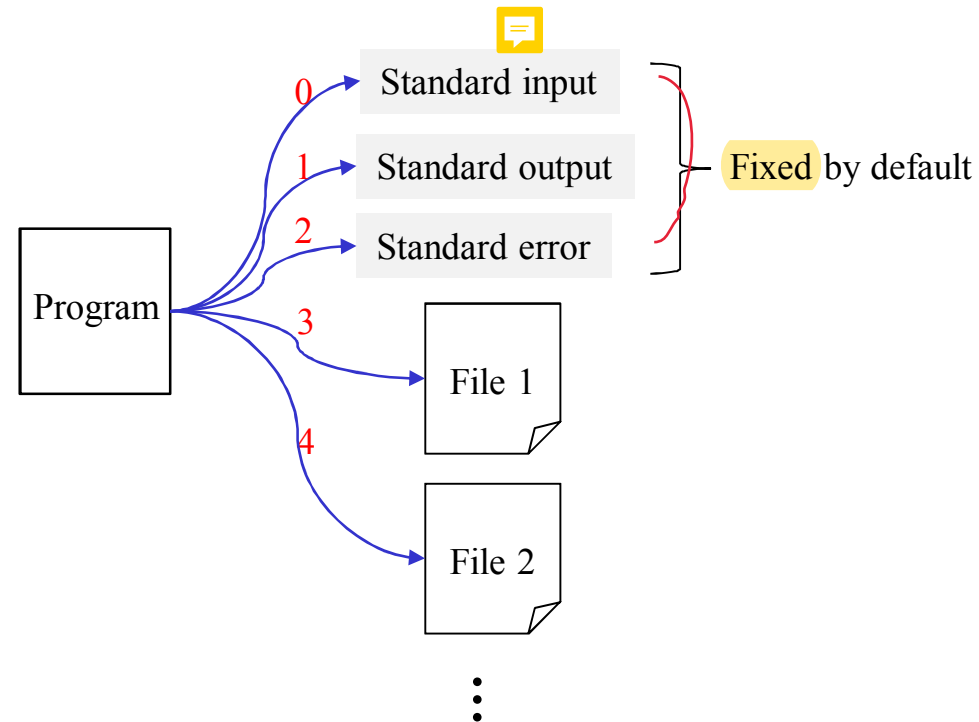 0
Standard input
1
Standard output
Fixed by default
2
Standard error
Program
3
File 1
4
File 2